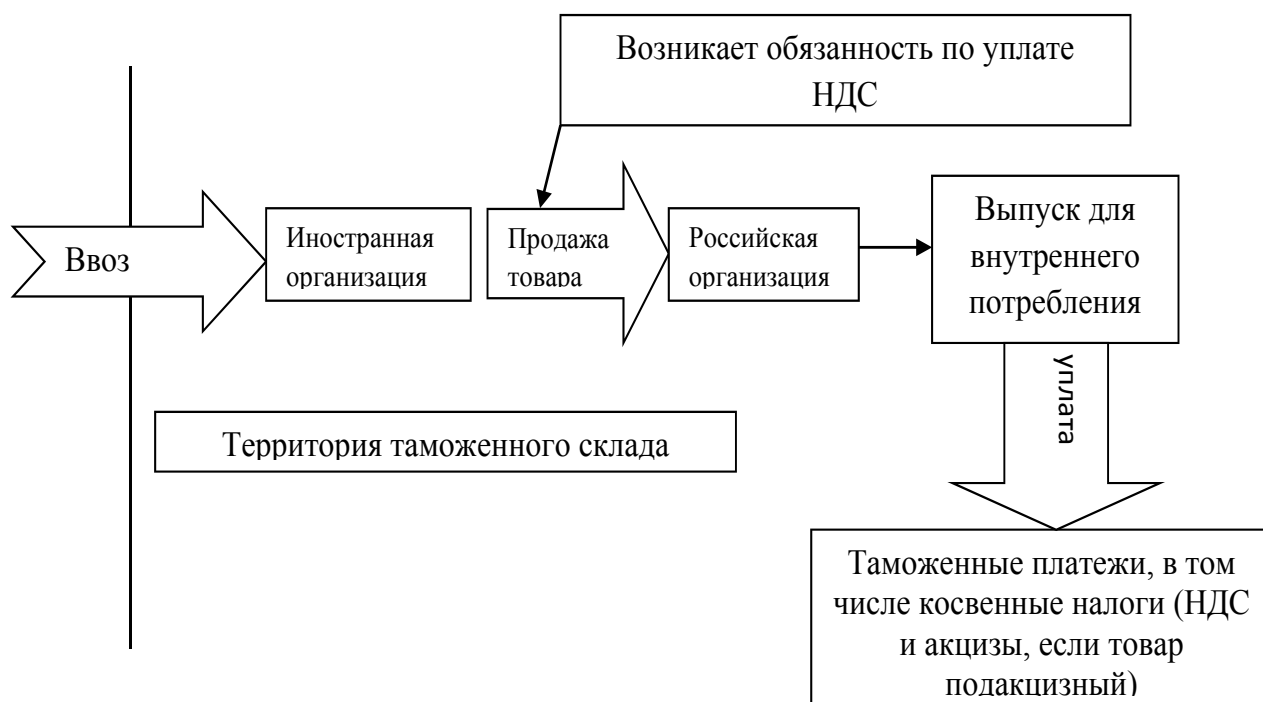 Возникает обязанность по уплате
НДС
Ввоз
Иностранная
организация
Продажа
товара
Российская
организация
Выпуск для
внутреннего
потребления
уплата
Территория таможенного склада
Таможенные платежи, в том
числе косвенные налоги (НДС
и акцизы, если товар
подакцизный)